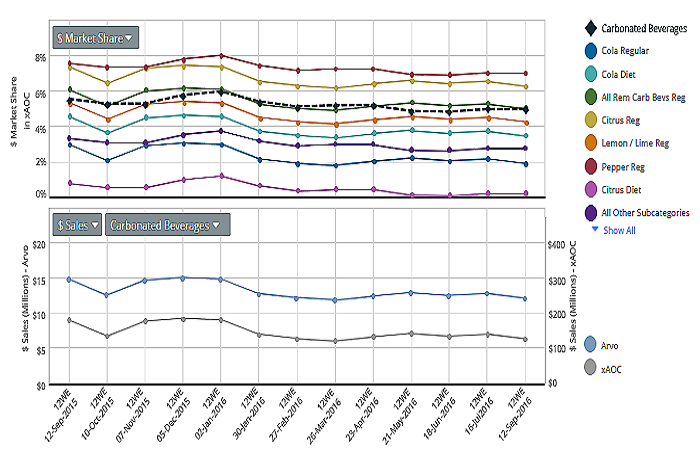 $ Market Share
$ Market Share
in xAOC
8%
6%
4%
2%
0%
Carbonated Beverages
Cola Regular
Cola Diet
All Rem Carb Bevs Reg
Citrus Reg
Lemon / Lime Reg
Pepper Reg
Citrus Diet
All Other Subcategories
Show All
$ Sales
Carbonated Beverages
$ Sales (Millions) - Arvo
$20
$15
$10
$5
$0
$400
$300
$200
$100
$0
$ Sales (Millions) - xAOC
Arvo
xAOC
12WE
12-Sep-2015
12WE
10-Oct-2015
12WE
07-Nov-2015
12WE
05-Dec-2015
12WE
02-Jan-2016
12WE
30-Jan-2016
12WE
27-Feb-2016
12WE
26-Mar-2016
12WE
23-Apr-2016
12WE
21-May-2016
12WE
18-Jun-2016
12WE
16-Jul-2016
12WE
12-Sep-2016